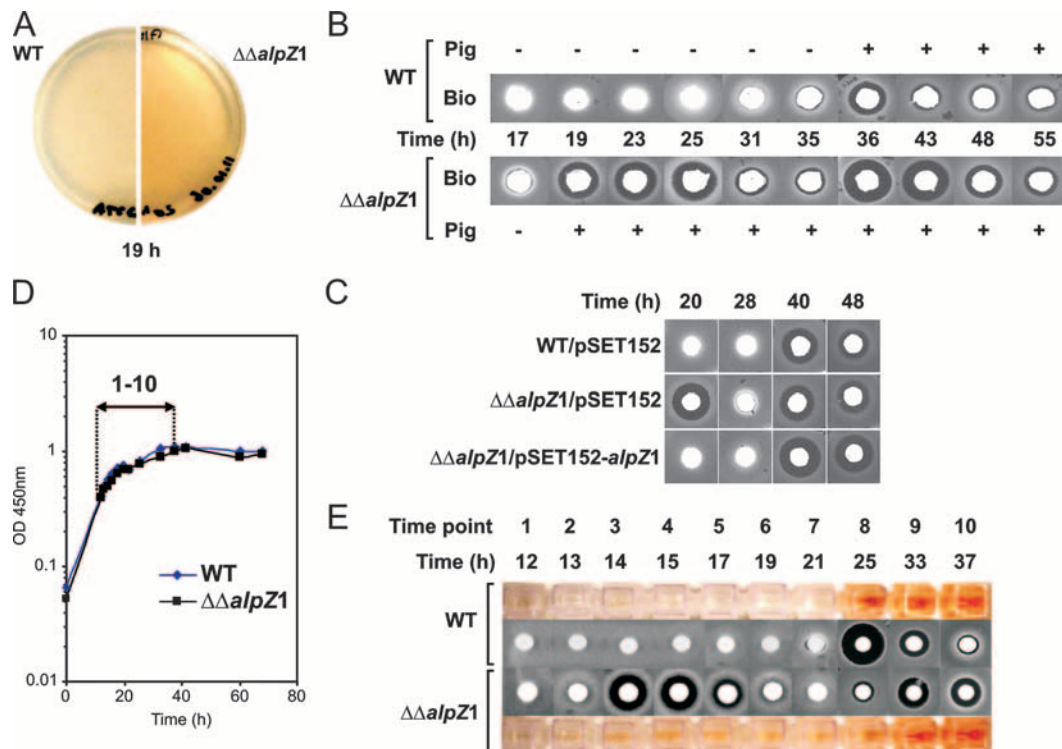 A
WT
ΔΔalpZ1
19 h
B
Pig - - - - - - + + + +
WT
Bio
Time (h) 17 19 23 25 31 35 36 43 48 55
ΔΔalpZ1
Bio
Pig - + + + + + + + + +
C
Time (h) 20 28 40 48
WT/pSET152
ΔΔalpZ1/pSET152
ΔΔalpZ1/pSET152-alpZ1
D
10
1-10
1
OD 450nm
0.1
WT
ΔΔalpZ1
0.01
0 20 40 60 80
Time (h)
E
Time point 1 2 3 4 5 6 7 8 9 10
Time (h) 12 13 14 15 17 19 21 25 33 37
WT
ΔΔalpZ1